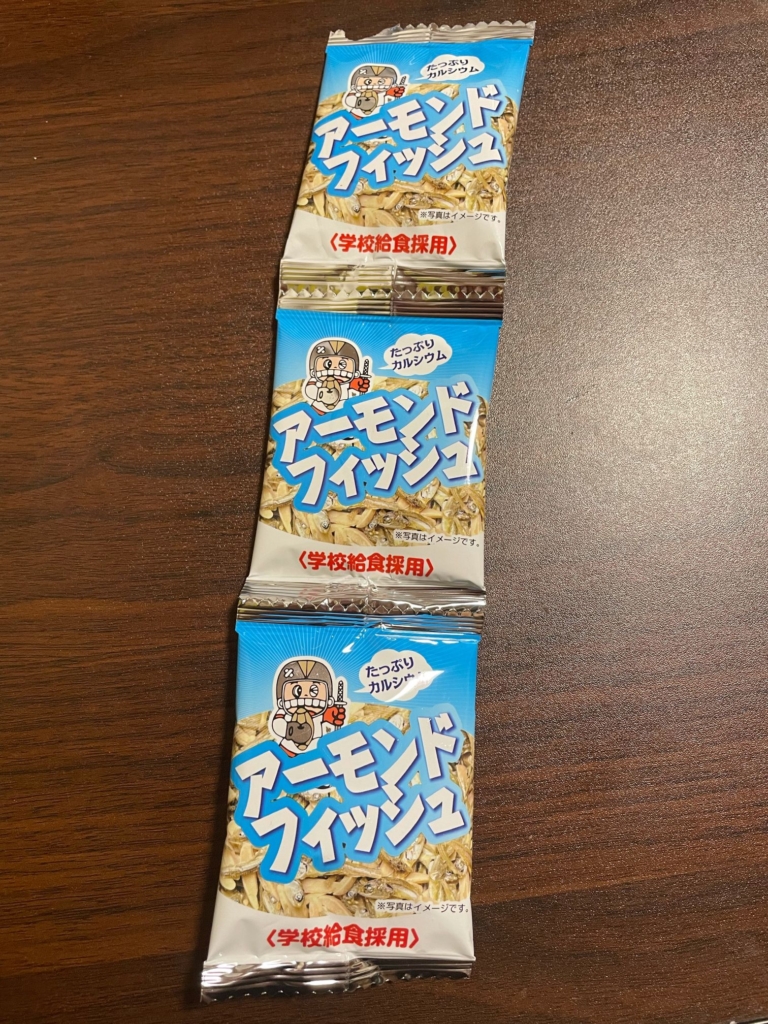 たっぷり
カルシウム
アーモンド
フィッシュ
※写真はイメージです。
〈学校給食採用〉
たっぷり
カルシウム
アーモンド
フィッシュ
※写真はイメージです。
〈学校給食採用〉
たっぷり
カルシウム
アーモンド
フィッシュ
※写真はイメージです。
〈学校給食採用〉